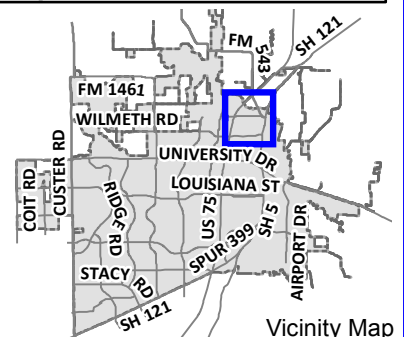 FM 543
SH 121
FM 1461
WILMETH RD
UNIVERSITY DR
LOUISIANA ST
COIT RD
CUSTER RD
RIDGE RD
US 75
SH 5
SPUR 399
AIRPORT DR
STACY RD
SH 121
Vicinity Map